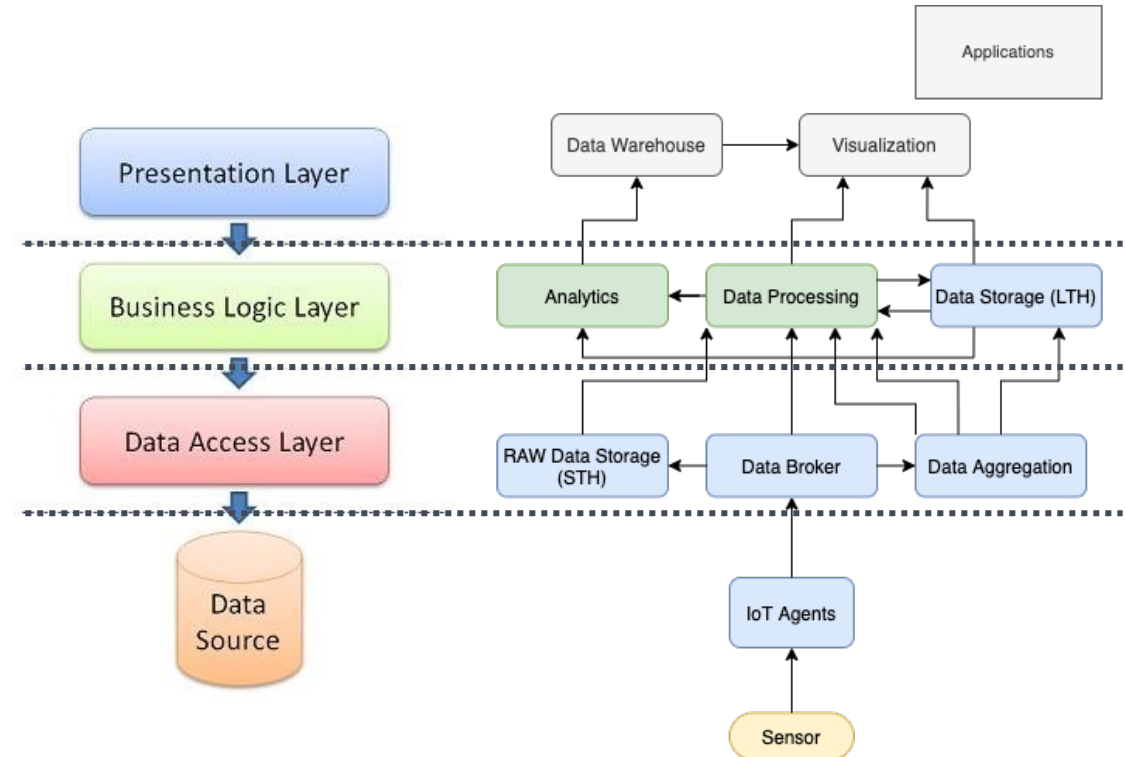 Applications
Presentation Layer
Data Warehouse
Visualization
Business Logic Layer
Analytics
Data Processing
Data Storage (LTH)
Data Access Layer
RAW Data Storage
(STH)
Data Broker
Data Aggregation
Data
Source
IoT Agents
Sensor